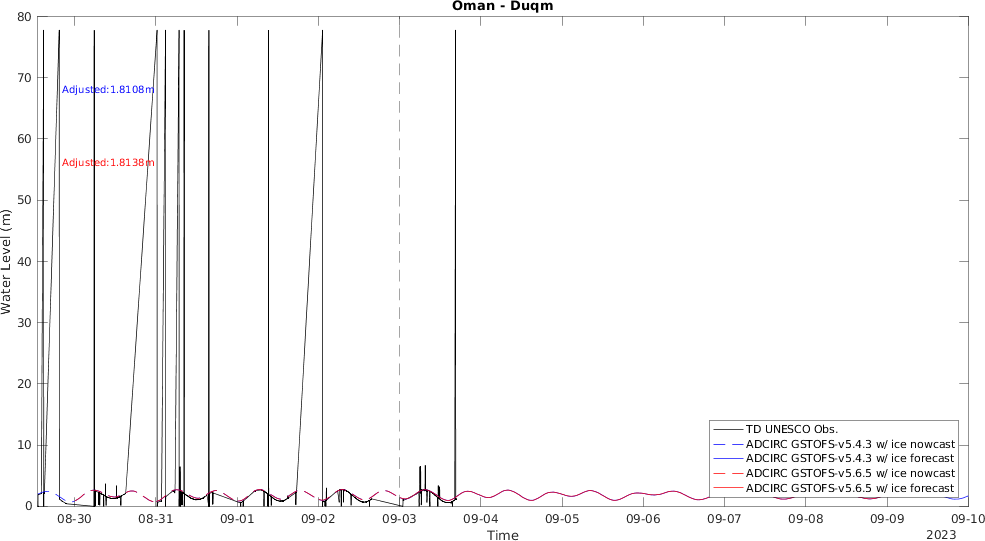 Oman - Duqm
80
70
60
50
40
30
20
10
0
Water Level (m)
Adjusted:1.8108m
Adjusted:1.8138m
TD UNESCO Obs.
ADCIRC GSTOFS-v5.4.3 w/ ice nowcast
ADCIRC GSTOFS-v5.4.3 w/ ice forecast
ADCIRC GSTOFS-v5.6.5 w/ ice nowcast
ADCIRC GSTOFS-v5.6.5 w/ ice forecast
08-30 08-31 09-01 09-02 09-03 09-04 09-05 09-06 09-07 09-08 09-09 09-10
Time
2023